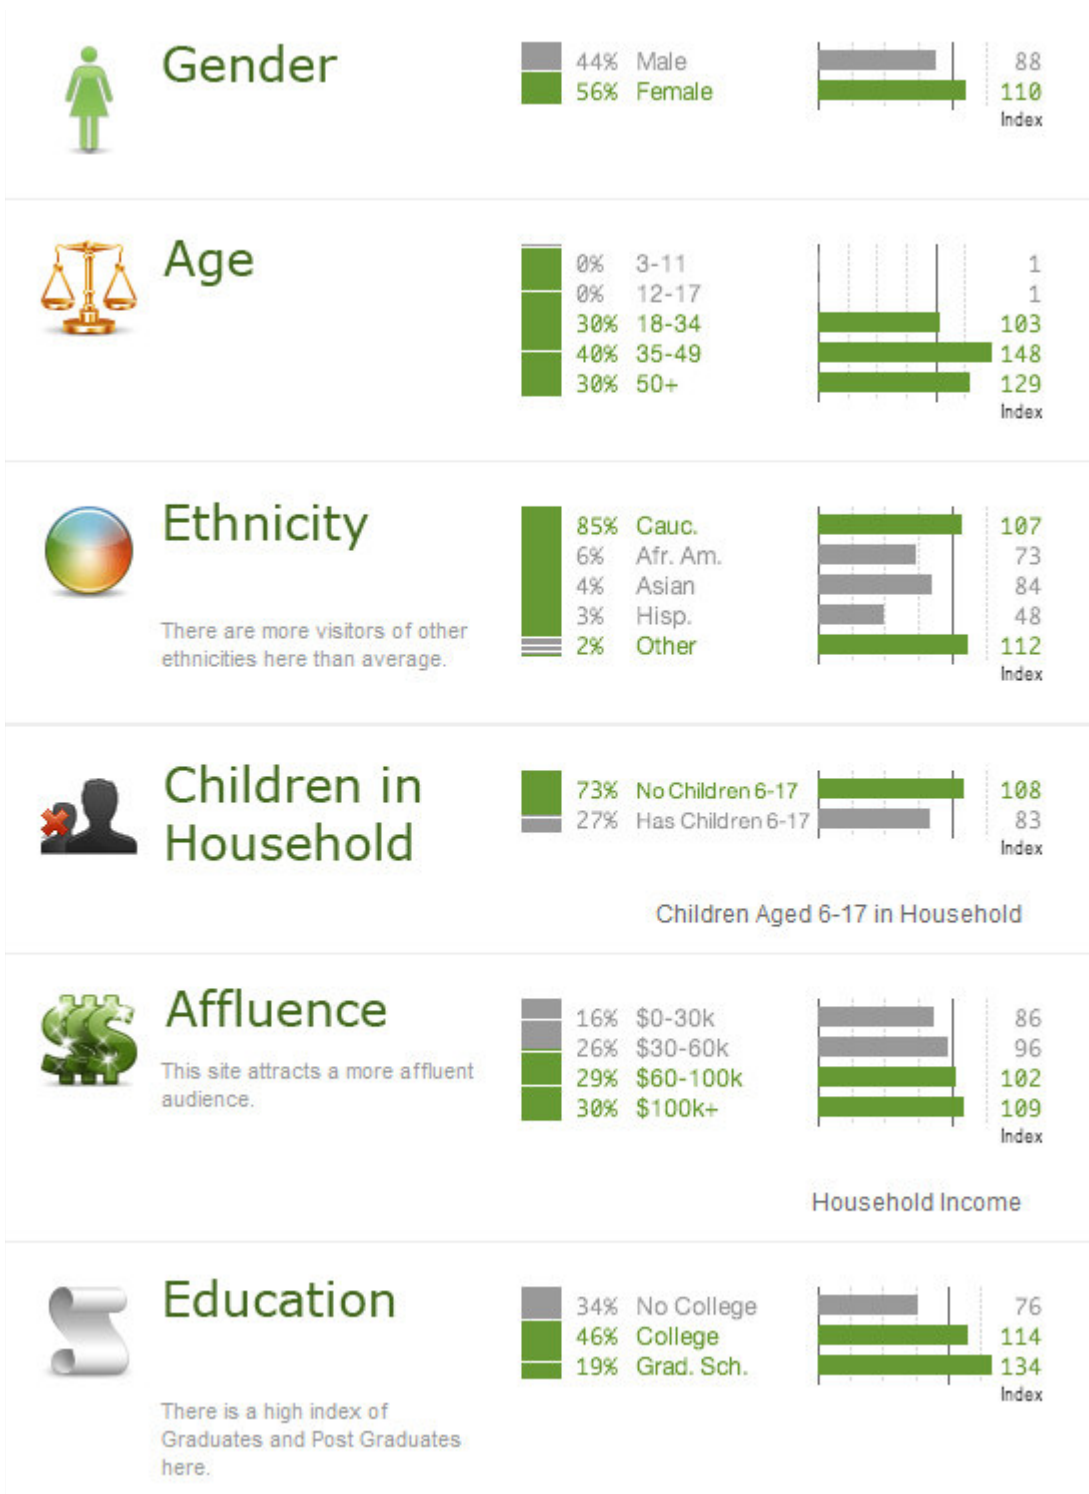 Gender
44% Male 88
56% Female 110
Index
Age
0% 3-11 1
0% 12-17 1
30% 18-34 103
40% 35-49 148
30% 50+ 129
Index
Ethnicity
85% Cauc. 107
6% Afr. Am. 73
4% Asian 84
3% Hisp. 48
2% Other 112
Index
There are more visitors of other
ethnicities here than average.
Children in
Household
73% No Children 6-17 108
27% Has Children 6-17 83
Index
Children Aged 6-17 in Household
Affluence
This site attracts a more affluent
audience.
16% $0-30k 86
26% $30-60k 96
29% $60-100k 102
30% $100k+ 109
Index
Household Income
Education
34% No College 76
46% College 114
19% Grad. Sch. 134
Index
There is a high index of
Graduates and Post Graduates
here.